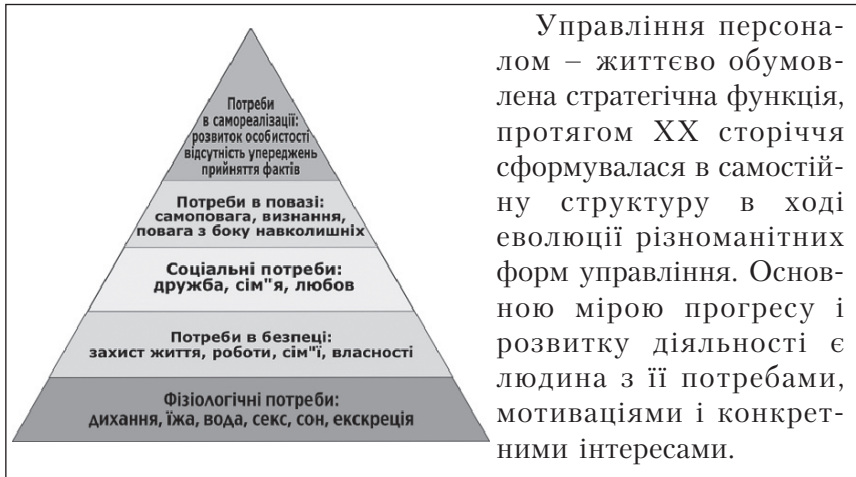 Потреби
в самореалізації:
розвиток особистості
відсутність упереджень
прийняття фактів
Потреби в повазі:
самоповага, визнання,
повага з боку навколишніх
Соціальні потреби:
дружба, сім"я, любов
Потреби в безпеці:
захист життя, роботи, сім"ї, власності
Фізіологічні потреби:
дихання, їжа, вода, секс, сон, екскреція
Управління персона-
лом – життєво обумов-
лена стратегічна функція,
протягом ХХ сторіччя
сформувалася в самостій-
ну структуру в ході
еволюції різноманітних
форм управління. Основ-
ною мірою прогресу і
розвитку діяльності є
людина з її потребами,
мотиваціями і конкрет-
ними інтересами.